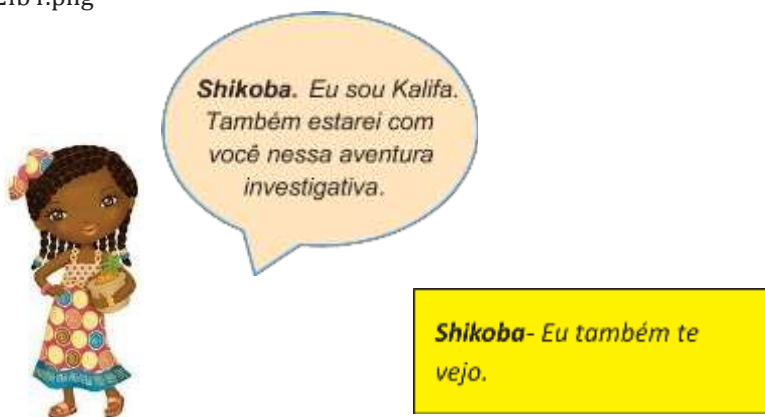 Shikoba. Eu sou Kalifa.
Também estarei com
você nessa aventura
investigativa.
Shikoba- Eu também te
vejo.